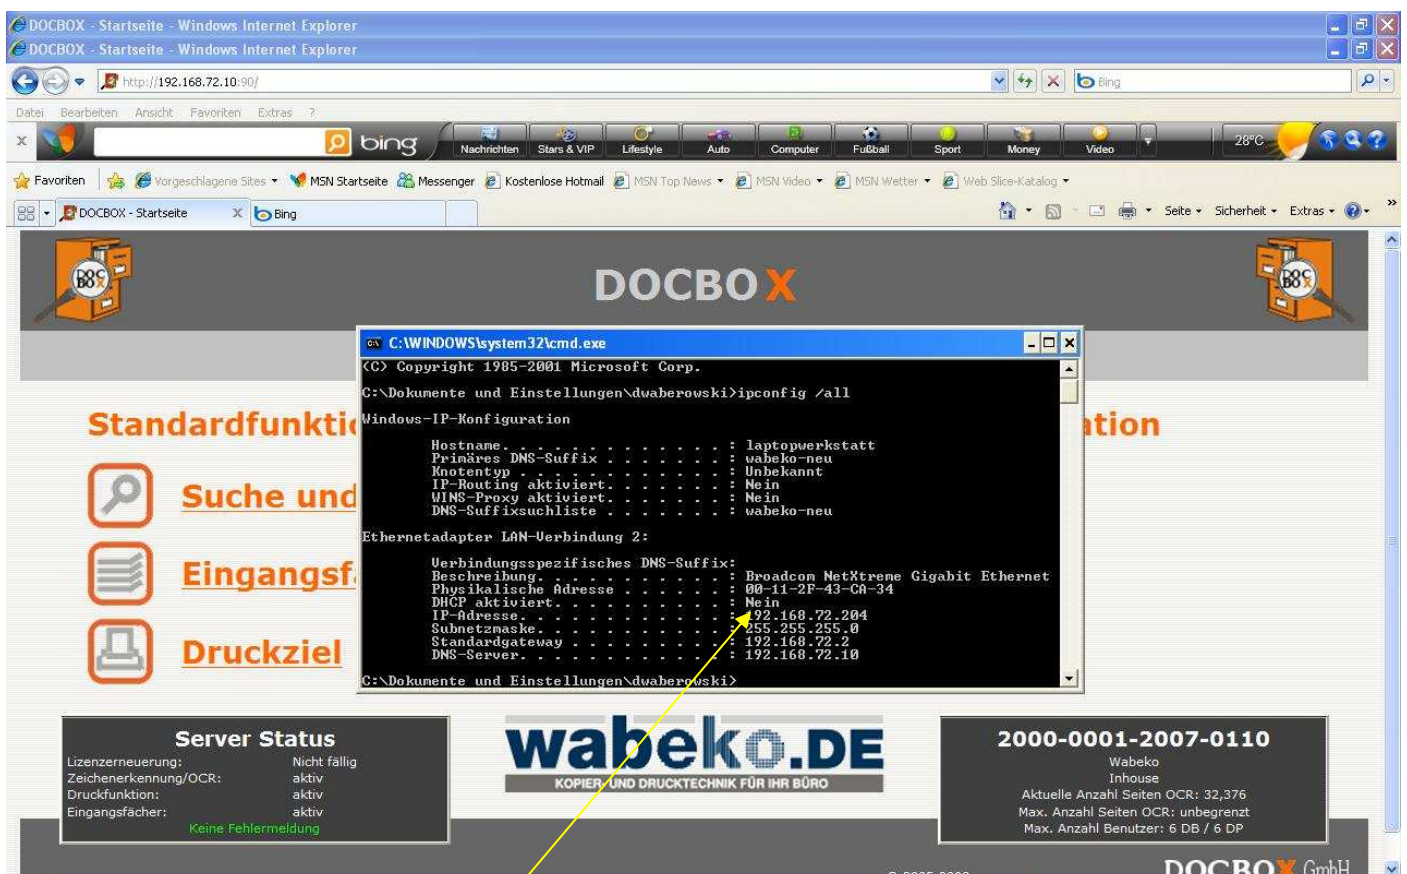 DOCBOX - Startseite - Windows Internet Explorer
DOCBOX - Startseite - Windows Internet Explorer
http://192.168.72.10:90/
Bing
Datei Bearbeiten Ansicht Favoriten Extras ?
bing
Nachrichten Stars & VIP Lifestyle Auto Computer Fußball Sport Money Video 28°C
Favoriten Vorgeschlagene Sites MSN Startseite Messenger Kostenlose Hotmail MSN Top News MSN Video MSN Wetter Web Slice-Katalog
DOCBOX - Startseite Bing Seite Sicherheit Extras
DOCBOX
C:\WINDOWS\system32\cmd.exe
(C) Copyright 1985-2001 Microsoft Corp.
C:\Dokumente und Einstellungen\dwaberowski>ipconfig /all
Windows-IP-Konfiguration
Hostname. . . . . . . . . . . . . : laptopwerkstatt
Primäres DNS-Suffix . . . . . . . : wabeko-neu
Knotentyp . . . . . . . . . . . . : Unbekannt
IP-Routing aktiviert. . . . . . . : Nein
WINS-Proxy aktiviert. . . . . . . : Nein
DNS-Suffixsuchliste . . . . . . . : wabeko-neu
Ethernetadapter LAN-Verbindung 2:
Verbindungsspezifisches DNS-Suffix:
Beschreibung. . . . . . . . . . . : Broadcom NetXtreme Gigabit Ethernet
Physikalische Adresse . . . . . . : 00-11-2F-43-CA-34
DHCP aktiviert. . . . . . . . . . : Nein
IP-Adresse. . . . . . . . . . . . : 192.168.72.204
Subnetzmaske. . . . . . . . . . . : 255.255.255.0
Standardgateway . . . . . . . . . : 192.168.72.2
DNS-Server. . . . . . . . . . . . : 192.168.72.10
C:\Dokumente und Einstellungen\dwaberowski>
Standardfunkti
ation
Suche und
Eingangsf
Druckziel
Server Status
Lizenzerneuerung: Nicht fällig
Zeichenerkennung/OCR: aktiv
Druckfunktion: aktiv
Eingangsfächer: aktiv
Keine Fehlermeldung
wabeko.DE
KOPIER- UND DRUCKTECHNIK FÜR IHR BÜRO
2000-0001-2007-0110
Wabeko
Inhouse
Aktuelle Anzahl Seiten OCR: 32,376
Max. Anzahl Seiten OCR: unbegrenzt
Max. Anzahl Benutzer: 6 DB / 6 DP
DOCBOX GmbH